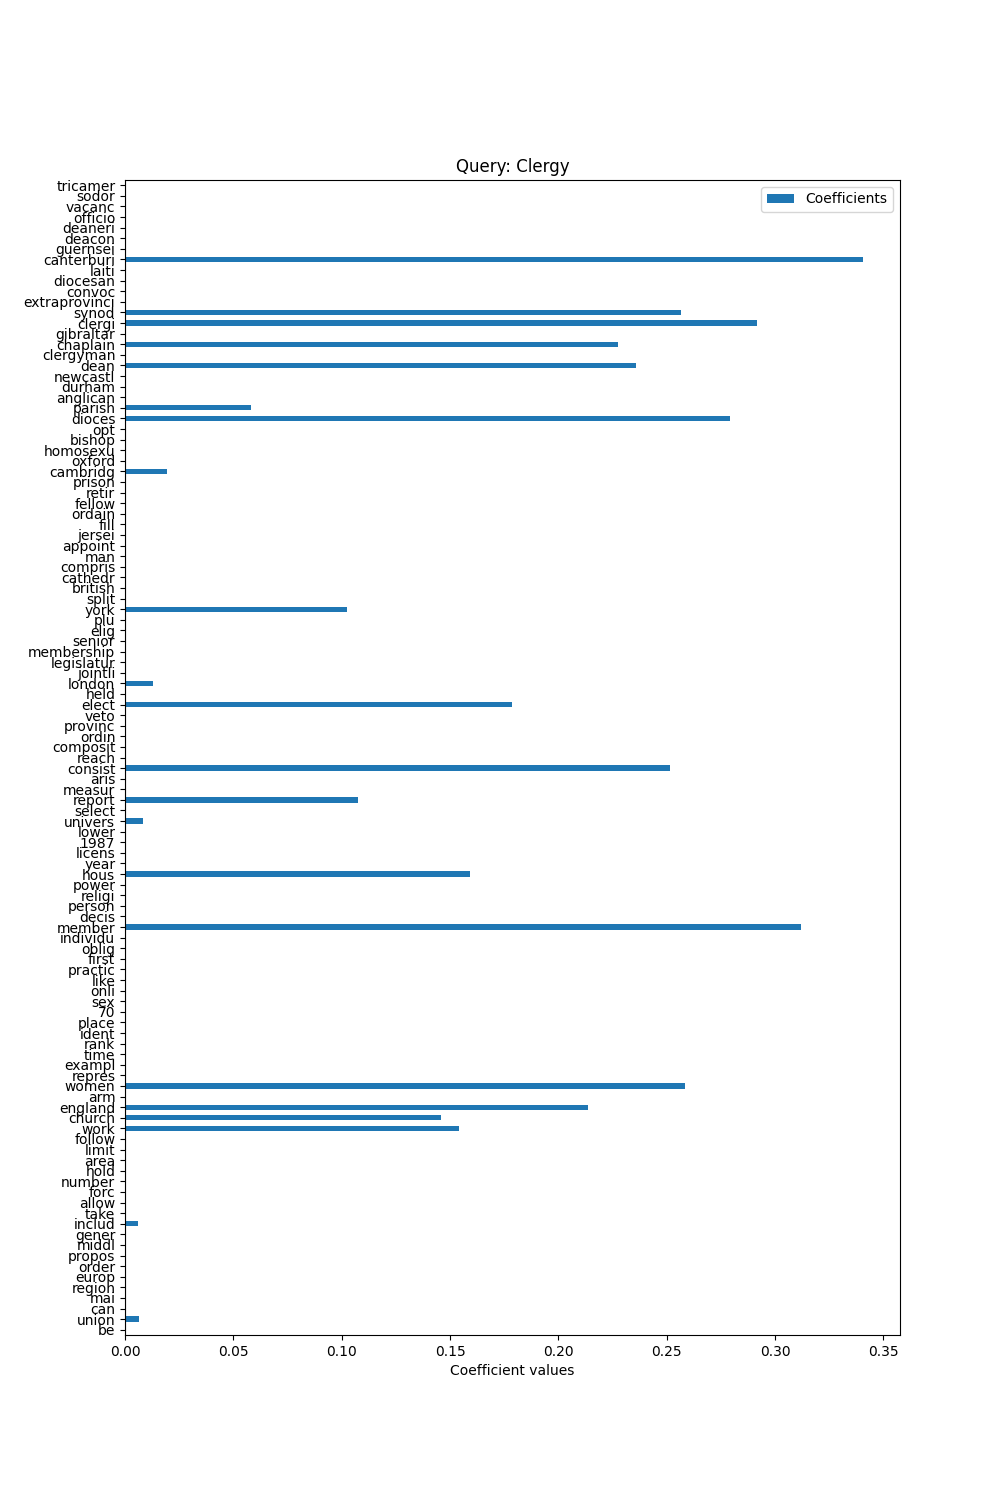 Query: Clergy
Coefficients
tricamer
sodor
vacanc
officio
deaneri
deacon
guernsei
canterburi
laiti
diocesan
convoc
extraprovinci
synod
clergi
gibraltar
chaplain
clergyman
dean
newcastl
durham
anglican
parish
dioces
opt
bishop
homosexu
oxford
cambridg
prison
retir
fellow
ordain
fill
jersei
appoint
man
compris
cathedr
british
split
york
plu
elig
senior
membership
legislatur
jointli
london
held
elect
veto
provinc
ordin
composit
reach
consist
aris
measur
report
select
univers
lower
1987
licens
year
hous
power
religi
person
decis
member
individu
oblig
first
practic
like
onli
sex
70
place
ident
rank
time
exampl
repres
women
arm
england
church
work
follow
limit
area
hold
number
forc
allow
take
includ
gener
middl
propos
order
europ
region
mai
can
union
be
0.00 0.05 0.10 0.15 0.20 0.25 0.30 0.35
Coefficient values